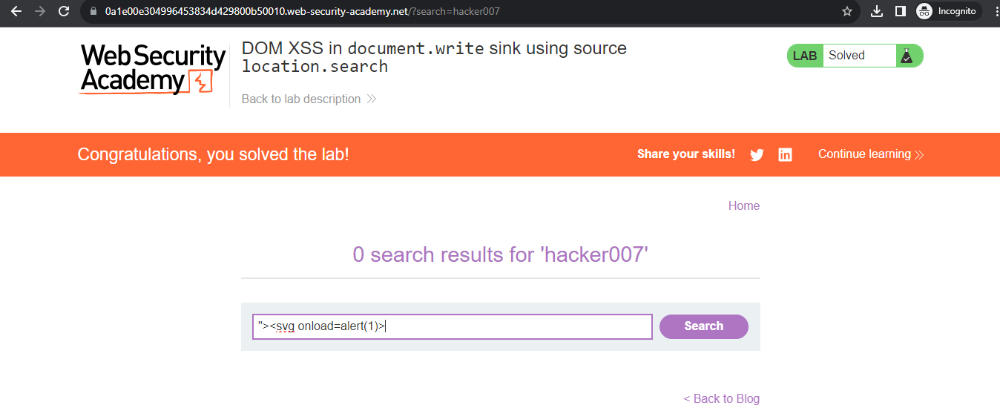 0a1e00e304996453834d429800b50010.web-security-academy.net/?search=hacker007
Incognito
Web Security
Academy
DOM XSS in document.write sink using source
location.search
Back to lab description
LAB Solved
Congratulations, you solved the lab!
Share your skills!
Continue learning
Home
0 search results for 'hacker007'
"><svg onload=alert(1)>
Search
< Back to Blog